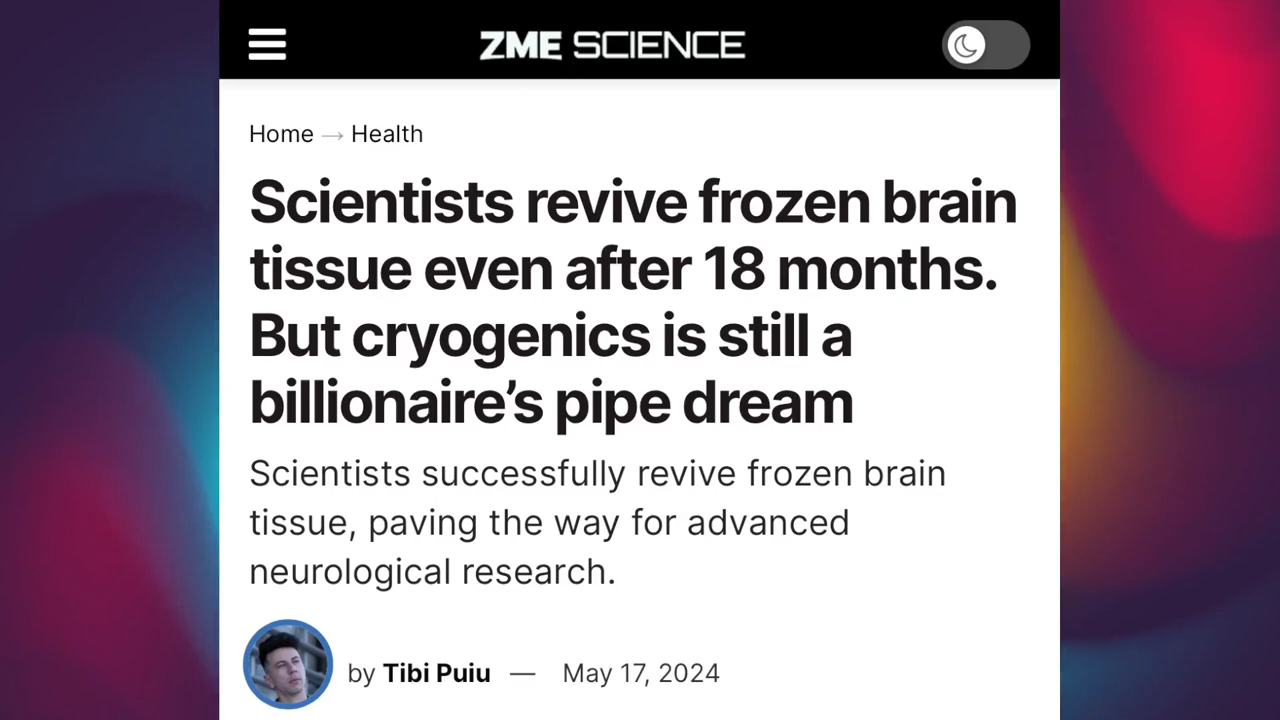 ZME SCIENCE
Home → Health
Scientists revive frozen brain
tissue even after 18 months.
But cryogenics is still a
billionaire’s pipe dream
Scientists successfully revive frozen brain
tissue, paving the way for advanced
neurological research.
by Tibi Puiu — May 17, 2024